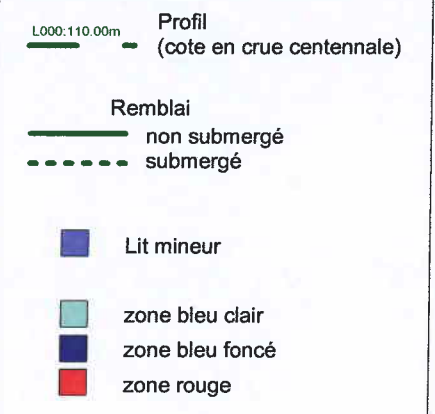 L000:110.00m
Profil
(cote en crue centennale)
Remblai
non submergé
submergé
Lit mineur
zone bleu clair
zone bleu foncé
zone rouge